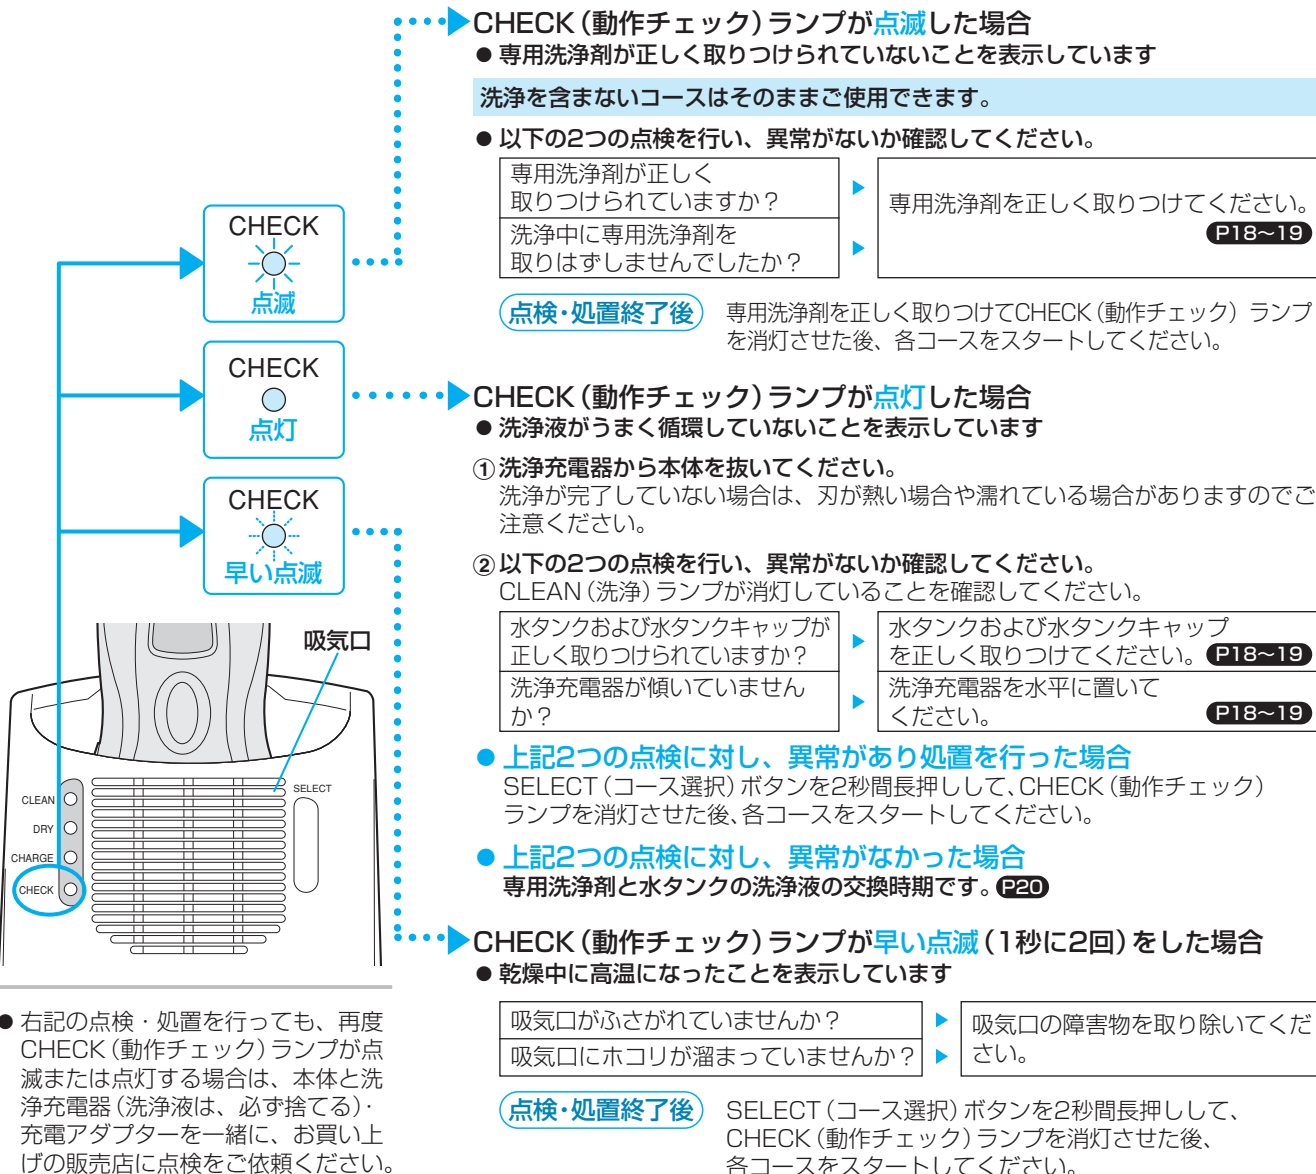 CHECK（動作チェック）ランプが点滅した場合
● 専用洗浄剤が正しく取りつけられていないことを表示しています
洗浄を含まないコースはそのままご使用できます。
● 以下の2つの点検を行い、異常がないか確認してください。
専用洗浄剤が正しく
取りつけられていますか？
洗浄中に専用洗浄剤を
取りはずしませんでしたか？
専用洗浄剤を正しく取りつけてください。
P18～19
点検・処置終了後
専用洗浄剤を正しく取りつけてCHECK（動作チェック）ランプ
を消灯させた後、各コースをスタートしてください。
CHECK
点滅
CHECK
点灯
CHECK
早い点滅
CHECK（動作チェック）ランプが点灯した場合
● 洗浄液がうまく循環していないことを表示しています
①洗浄充電器から本体を抜いてください。
洗浄が完了していない場合は、刃が熱い場合や濡れている場合がありますのでご
注意ください。
②以下の2つの点検を行い、異常がないか確認してください。
CLEAN（洗浄）ランプが消灯していることを確認してください。
水タンクおよび水タンクキャップが
正しく取りつけられていますか？
水タンクおよび水タンクキャップ
を正しく取りつけてください。P18～19
洗浄充電器が傾いていません
か？
洗浄充電器を水平に置いて
ください。 P18～19
● 上記2つの点検に対し、異常があり処置を行った場合
SELECT（コース選択）ボタンを2秒間長押しして、CHECK（動作チェック）
ランプを消灯させた後、各コースをスタートしてください。
● 上記2つの点検に対し、異常がなかった場合
専用洗浄剤と水タンクの洗浄液の交換時期です。P20
CHECK（動作チェック）ランプが早い点滅（1秒に2回）をした場合
● 乾燥中に高温になったことを表示しています
吸気口がふさがれていませんか？
吸気口にホコリが溜まっていませんか？
吸気口の障害物を取り除いてくだ
さい。
点検・処置終了後
SELECT（コース選択）ボタンを2秒間長押しして、
CHECK（動作チェック）ランプを消灯させた後、
各コースをスタートしてください。
吸気口
CLEAN
DRY
CHARGE
CHECK
SELECT
● 右記の点検・処置を行っても、再度
CHECK（動作チェック）ランプが点
滅または点灯する場合は、本体と洗
浄充電器（洗浄液は、必ず捨てる）・
充電アダプターを一緒に、お買い上
げの販売店に点検をご依頼ください。